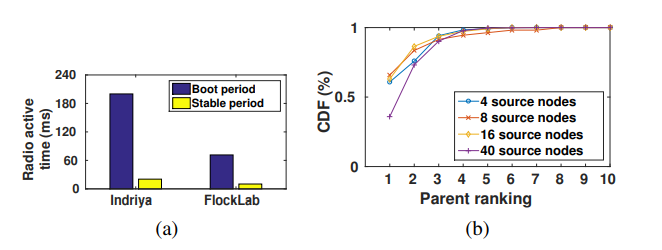 240
180
120
60
0
Radio active
time (ms)
Boot period
Stable period
Indriya
FlockLab
(a)
1
0.5
0
CDF (%)
4 source nodes
8 source nodes
16 source nodes
40 source nodes
1 2 3 4 5 6 7 8 9 10
Parent ranking
(b)